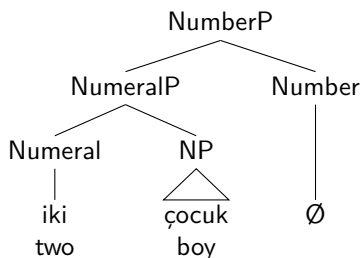 NumberP
NumeralP Number
Numeral NP
iki çocuk Ø
two boy